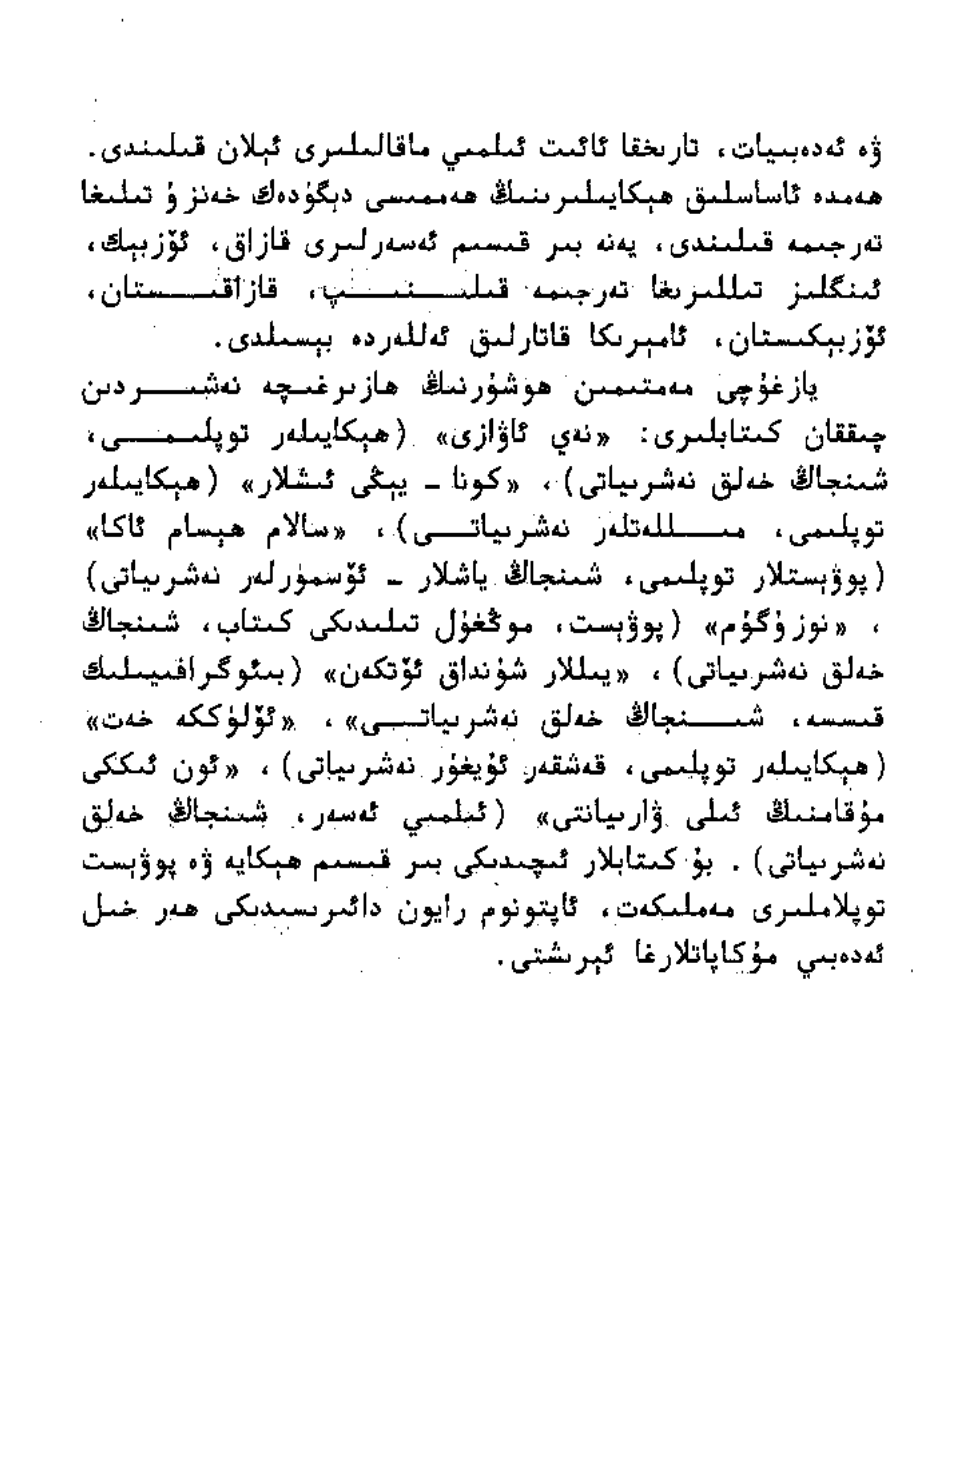 ۋە ئەدەبىيات، تارىخقا ئائىت ئىلمىي ماقالىلىرى ئېلان قىلىندى.
ھەمدە ئاساسلىق ھېكايىلىرىنىڭ ھەممىسى دېگۈدەك خەنزۇ تىلىغا
تەرجىمە قىلىندى، يەنە بىر قىسىم ئەسەرلىرى قازاق، ئۆزبېك،
ئىنگلىز تىللىرىغا تەرجىمە قىلىنىپ، قازاقىستان،
ئۆزبېكىستان، ئامېرىكا قاتارلىق ئەللەردە بېسىلدى.
يازغۇچى مەمتىمىن ھوشۇرنىڭ ھازىرغىچە نەشىردىن
چىققان كىتابلىرى: «نەي ئاۋازى» (ھېكايىلەر توپلىمى،
شىنجاڭ خەلق نەشرىياتى)، «كونا ـ يېڭى ئىشلار» (ھېكايىلەر
توپلىمى، مىللەتلەر نەشرىياتى)، «سالام ھېسام ئاكا»
(پوۋېستلار توپلىمى، شىنجاڭ ياشلار ـ ئۆسمۈرلەر نەشرىياتى)
، «نوزۇگۇم» (پوۋېست، موڭغۇل تىلىدىكى كىتاب، شىنجاڭ
خەلق نەشرىياتى)، «يىللار شۇنداق ئۆتكەن» (بىئوگرافىيىلىك
قىسسە، شىنجاڭ خەلق نەشرىياتى»، «ئۆلۈككە خەت»
(ھېكايىلەر توپلىمى، قەشقەر ئۇيغۇر نەشرىياتى)، «ئون ئىككى
مۇقامنىڭ ئىلى ۋارىيانتى» (ئىلمىي ئەسەر، شىنجاڭ خەلق
نەشرىياتى) . بۇ كىتابلار ئىچىدىكى بىر قىسىم ھېكايە ۋە پوۋېست
توپلاملىرى مەملىكەت، ئاپتونوم رايون دائىرىسىدىكى ھەر خىل
ئەدەبىي مۇكاپاتلارغا ئېرىشتى.